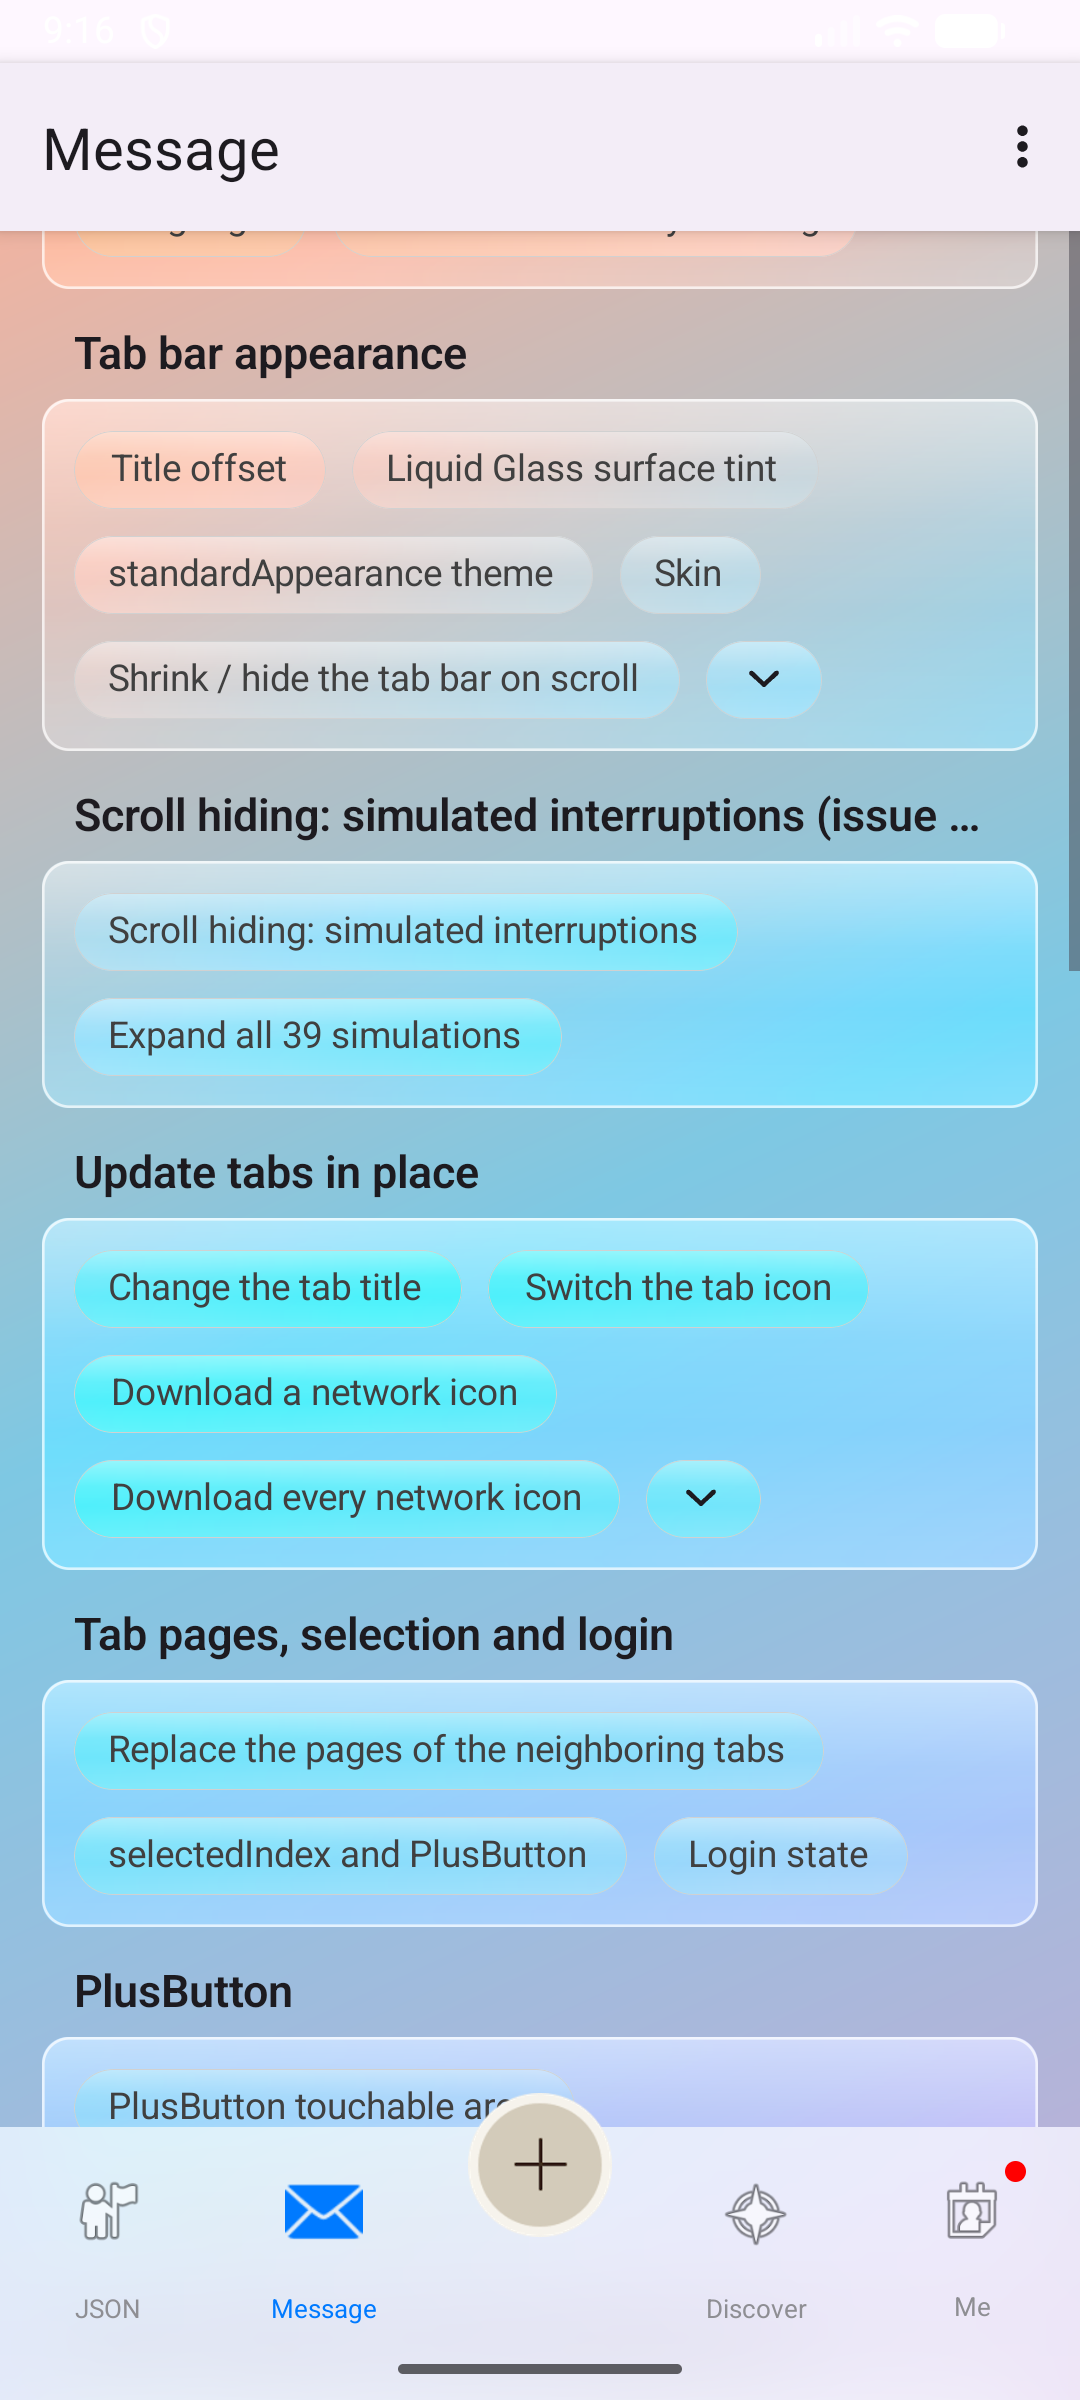 9:16
Message
Tab bar appearance
Title offset
Liquid Glass surface tint
standardAppearance theme
Skin
Shrink / hide the tab bar on scroll
Scroll hiding: simulated interruptions (issue ...
Scroll hiding: simulated interruptions
Expand all 39 simulations
Update tabs in place
Change the tab title
Switch the tab icon
Download a network icon
Download every network icon
Tab pages, selection and login
Replace the pages of the neighboring tabs
selectedIndex and PlusButton
Login state
PlusButton
PlusButton touchable
JSON
Message
Discover
Me